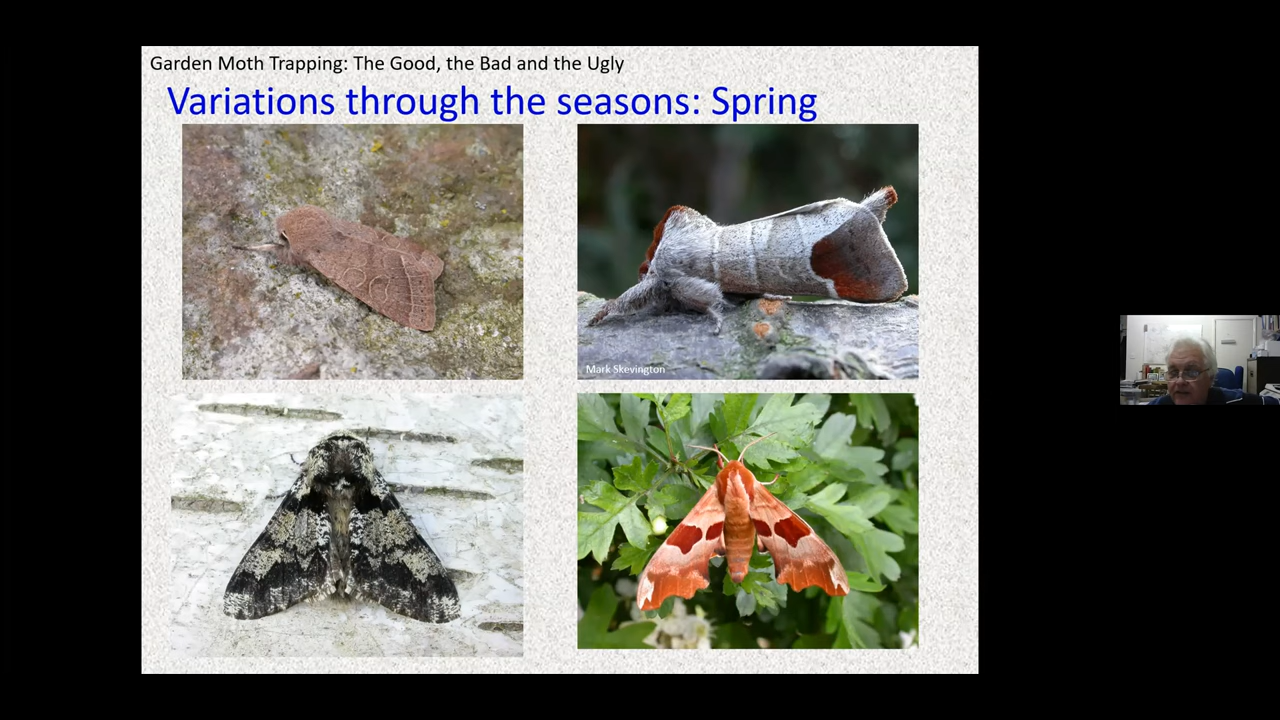 Garden Moth Trapping: The Good, the Bad and the Ugly
Variations through the seasons: Spring
Mark Skevington